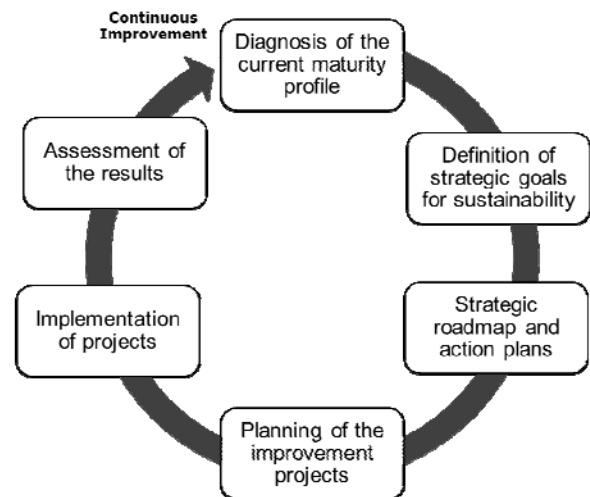 Continuous
Improvement
Diagnosis of the
current maturity
profile
Definition of
strategic goals
for sustainability
Strategic
roadmap and
action plans
Planning of the
improvement
projects
Implementation
of projects
Assessment of
the results